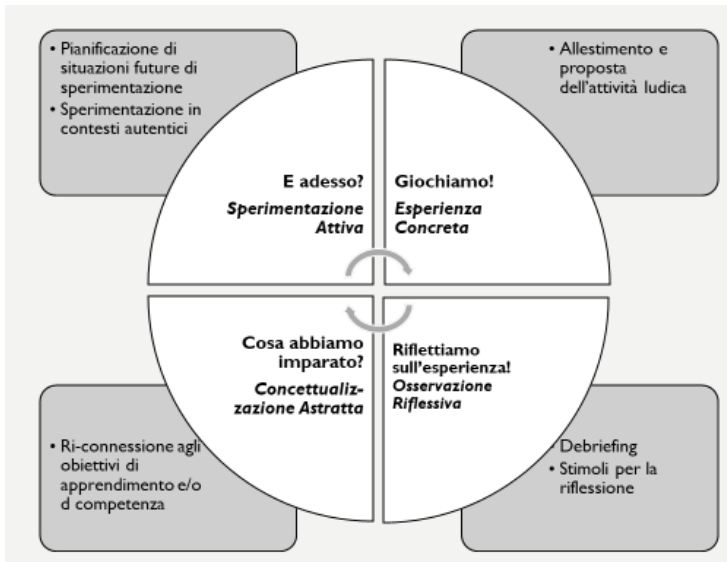 • Pianificazione di
situazioni future di
sperimentazione
• Sperimentazione in
contesti autentici
• Allestimento e
proposta
dell'attività ludica
E adesso?
Sperimentazione
Attiva
Giochiamo!
Esperienza
Concreta
Cosa abbiamo
imparato?
Concettualiz-
zazione Astratta
Riflettiamo
sull'esperienza!
Osservazione
Riflessiva
• Ri-connessione agli
obiettivi di
apprendimento e/o
d competenza
• Debriefing
• Stimoli per la
riflessione